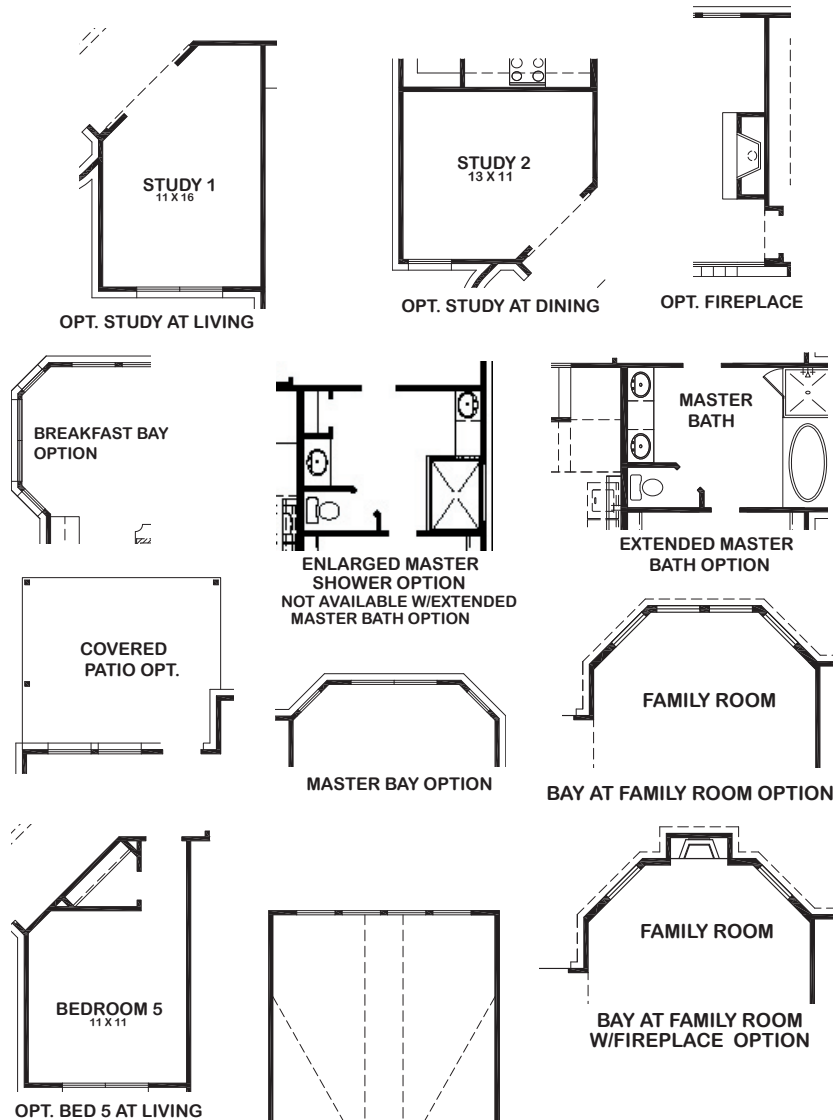 STUDY 1
11 X 16
OPT. STUDY AT LIVING
STUDY 2
13 X 11
OPT. STUDY AT DINING
OPT. FIREPLACE
BREAKFAST BAY
OPTION
ENLARGED MASTER
SHOWER OPTION
NOT AVAILABLE W/EXTENDED
MASTER BATH OPTION
MASTER
BATH
EXTENDED MASTER
BATH OPTION
COVERED
PATIO OPT.
MASTER BAY OPTION
FAMILY ROOM
BAY AT FAMILY ROOM OPTION
BEDROOM 5
11 X 11
OPT. BED 5 AT LIVING
FAMILY ROOM
BAY AT FAMILY ROOM
W/FIREPLACE OPTION